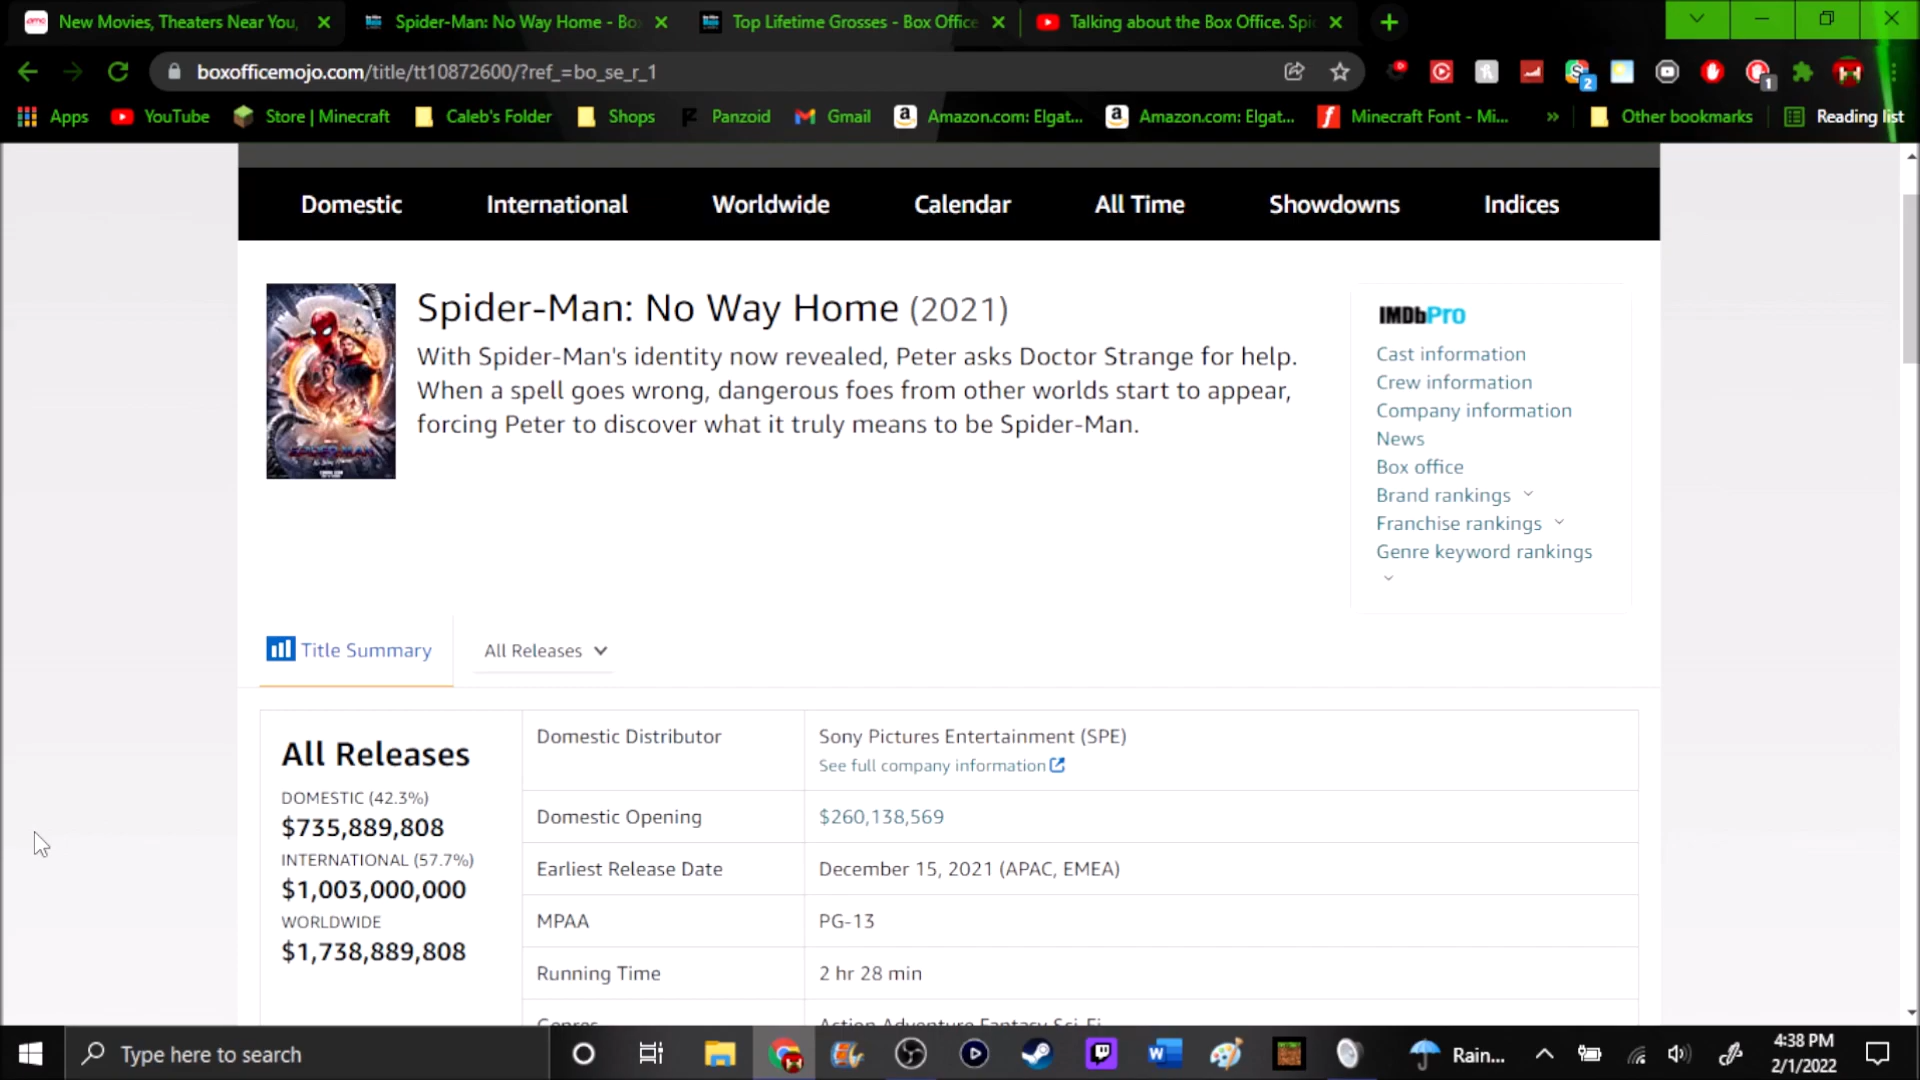 New Movies, Theaters Near You,
Spider-Man: No Way Home - Bo
Top Lifetime Grosses - Box Office
Talking about the Box Office. Spi
boxofficemojo.com/title/tt10872600/?ref_=bo_se_r_1
2
1
Apps
YouTube
Store | Minecraft
Caleb's Folder
Shops
Panzoid
Gmail
Amazon.com: Elgat...
Amazon.com: Elgat...
Minecraft Font - Mi...
»
Other bookmarks
Reading list
Domestic
International
Worldwide
Calendar
All Time
Showdowns
Indices
Spider-Man: No Way Home (2021)
With Spider-Man's identity now revealed, Peter asks Doctor Strange for help.
When a spell goes wrong, dangerous foes from other worlds start to appear,
forcing Peter to discover what it truly means to be Spider-Man.
IMDbPro
Cast information
Crew information
Company information
News
Box office
Brand rankings
Franchise rankings
Genre keyword rankings
Title Summary
All Releases
All Releases
DOMESTIC (42.3%)
$735,889,808
INTERNATIONAL (57.7%)
$1,003,000,000
WORLDWIDE
$1,738,889,808
Domestic Distributor
Sony Pictures Entertainment (SPE)
See full company information
Domestic Opening
$260,138,569
Earliest Release Date
December 15, 2021 (APAC, EMEA)
MPAA
PG-13
Running Time
2 hr 28 min
Genres
Action Adventure Fantasy Sci-Fi
Type here to search
Rain...
4:38 PM
2/1/2022